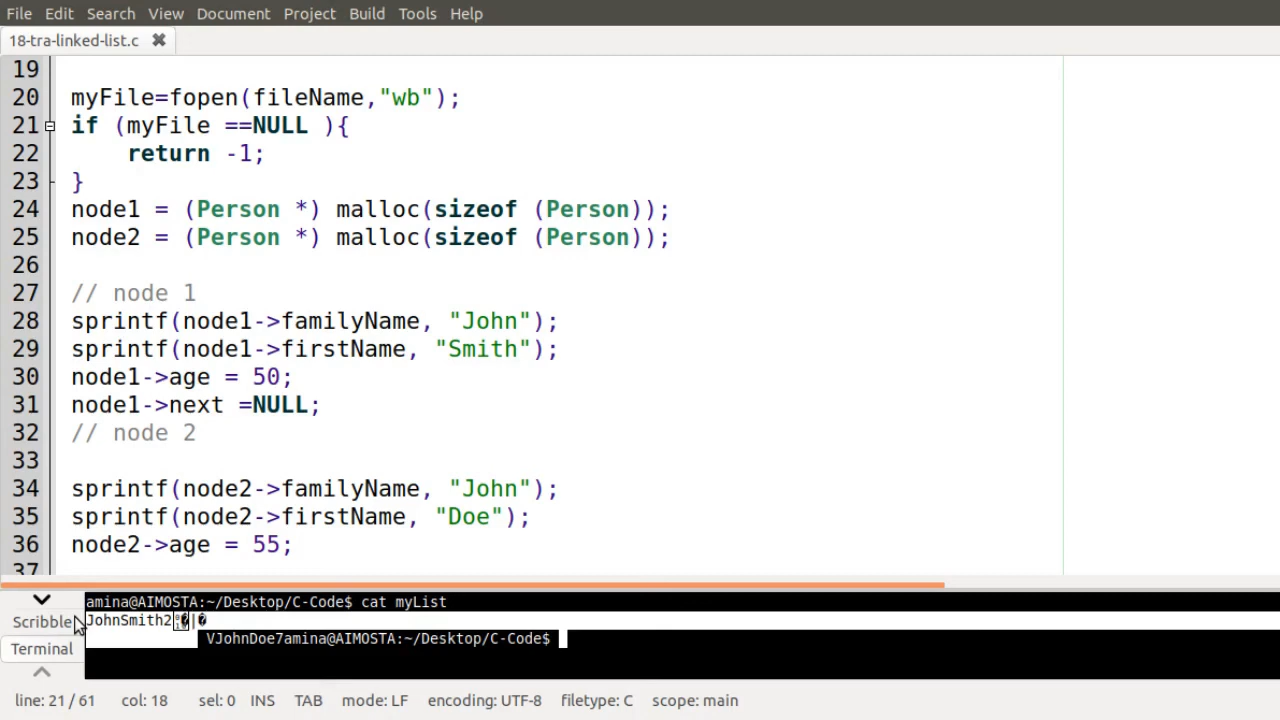 File Edit Search View Document Project Build Tools Help
18-tra-linked-list.c
19
20 myFile=fopen(fileName,"wb");
21 if (myFile ==NULL ){
22 return -1;
23 }
24 node1 = (Person *) malloc(sizeof (Person));
25 node2 = (Person *) malloc(sizeof (Person));
26
27 // node 1
28 sprintf(node1->familyName, "John");
29 sprintf(node1->firstName, "Smith");
30 node1->age = 50;
31 node1->next =NULL;
32 // node 2
33
34 sprintf(node2->familyName, "John");
35 sprintf(node2->firstName, "Doe");
36 node2->age = 55;
37
amina@AIMOSTA:~/Desktop/C-Code$ cat myList
Scribble JohnSmith2�|�
VJohnDoe7amina@AIMOSTA:~/Desktop/C-Code$
Terminal
line: 21 / 61 col: 18 sel: 0 INS TAB mode: LF encoding: UTF-8 filetype: C scope: main